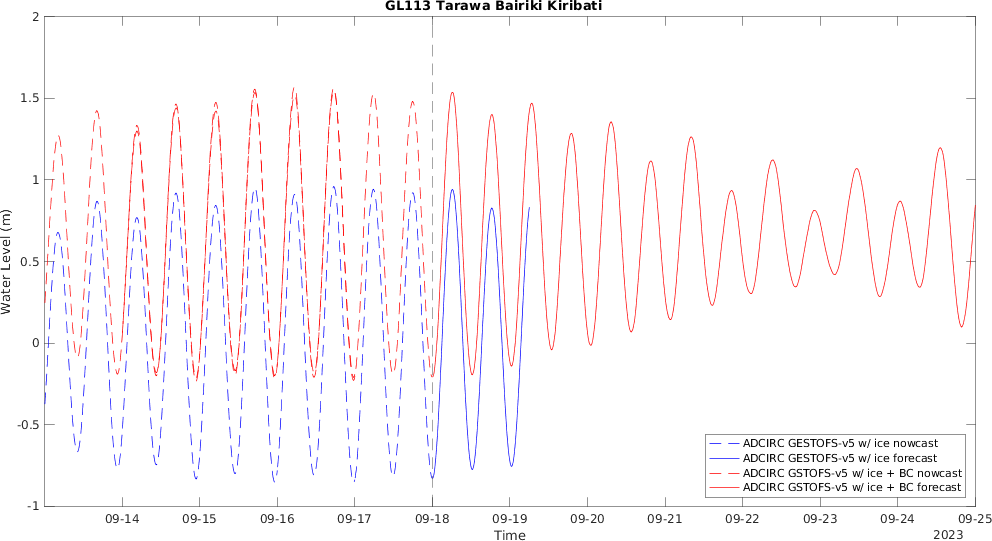 GL113 Tarawa Bairiki Kiribati
2
1.5
1
0.5
0
-0.5
-1
Water Level (m)
ADCIRC GESTOFS-v5 w/ ice nowcast
ADCIRC GESTOFS-v5 w/ ice forecast
ADCIRC GSTOFS-v5 w/ ice + BC nowcast
ADCIRC GSTOFS-v5 w/ ice + BC forecast
09-14 09-15 09-16 09-17 09-18 09-19 09-20 09-21 09-22 09-23 09-24 09-25
Time
2023